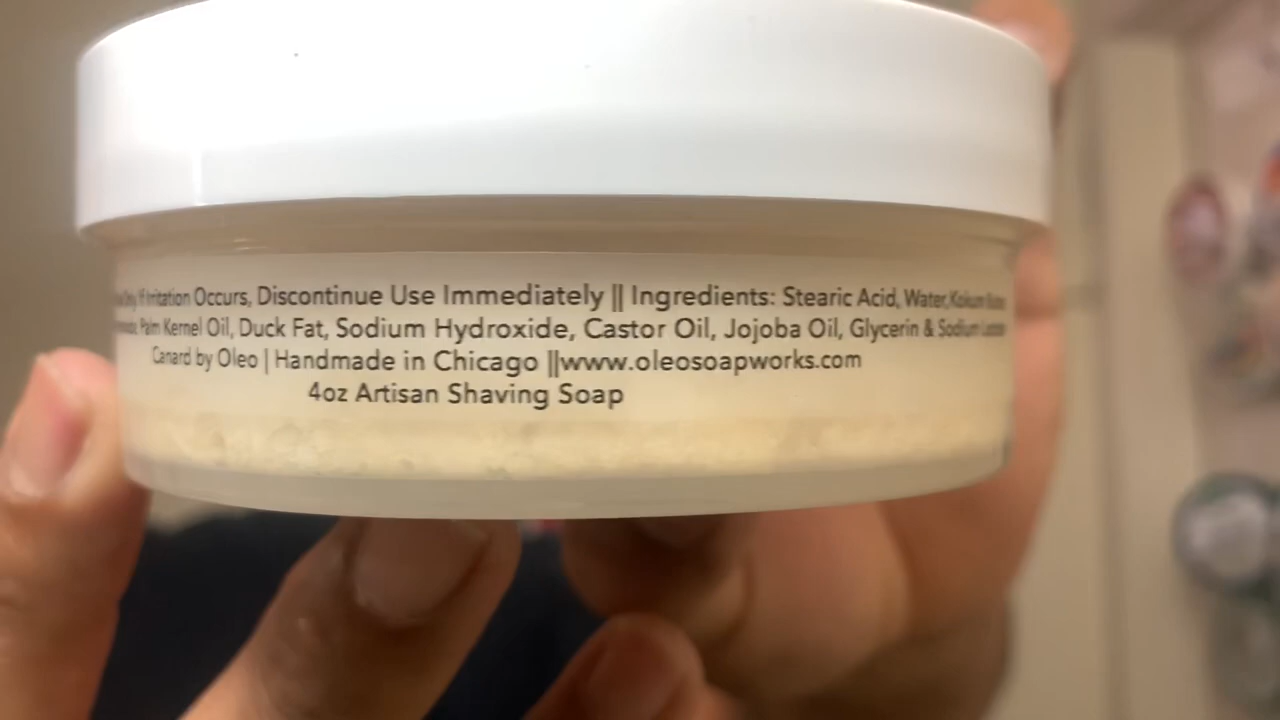 If Irritation Occurs, Discontinue Use Immediately || Ingredients: Stearic Acid, Water, Kokum
Palm Kernel Oil, Duck Fat, Sodium Hydroxide, Castor Oil, Jojoba Oil, Glycerin & Sodium
Canard by Oleo | Handmade in Chicago ||www.oleosoapworks.com
4oz Artisan Shaving Soap